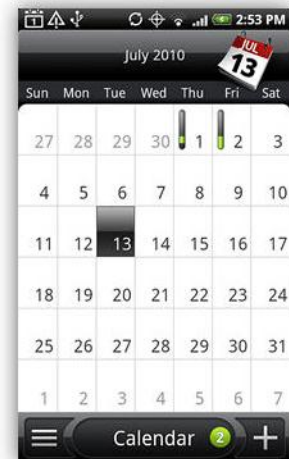 1 2:53 PM
July 2010 JUL 13
Sun Mon Tue Wed Thu Fri Sat
27 28 29 30 1 2 3
4 5 6 7 8 9 10
11 12 13 14 15 16 17
18 19 20 21 22 23 24
25 26 27 28 29 30 31
1 2 3 4 5 6 7
Calendar 2